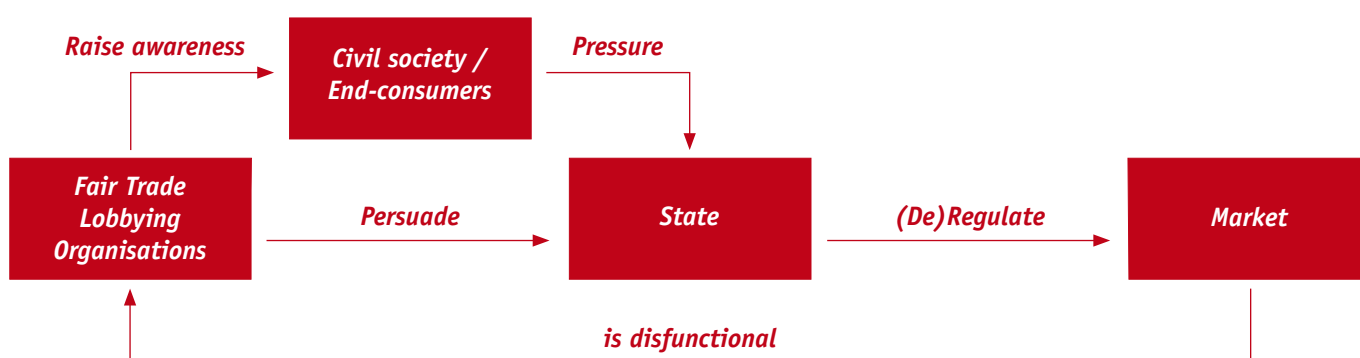 Raise awareness
Civil society /
End-consumers
Pressure
Fair Trade
Lobbying
Organisations
Persuade
State
(De)Regulate
Market
is disfunctional